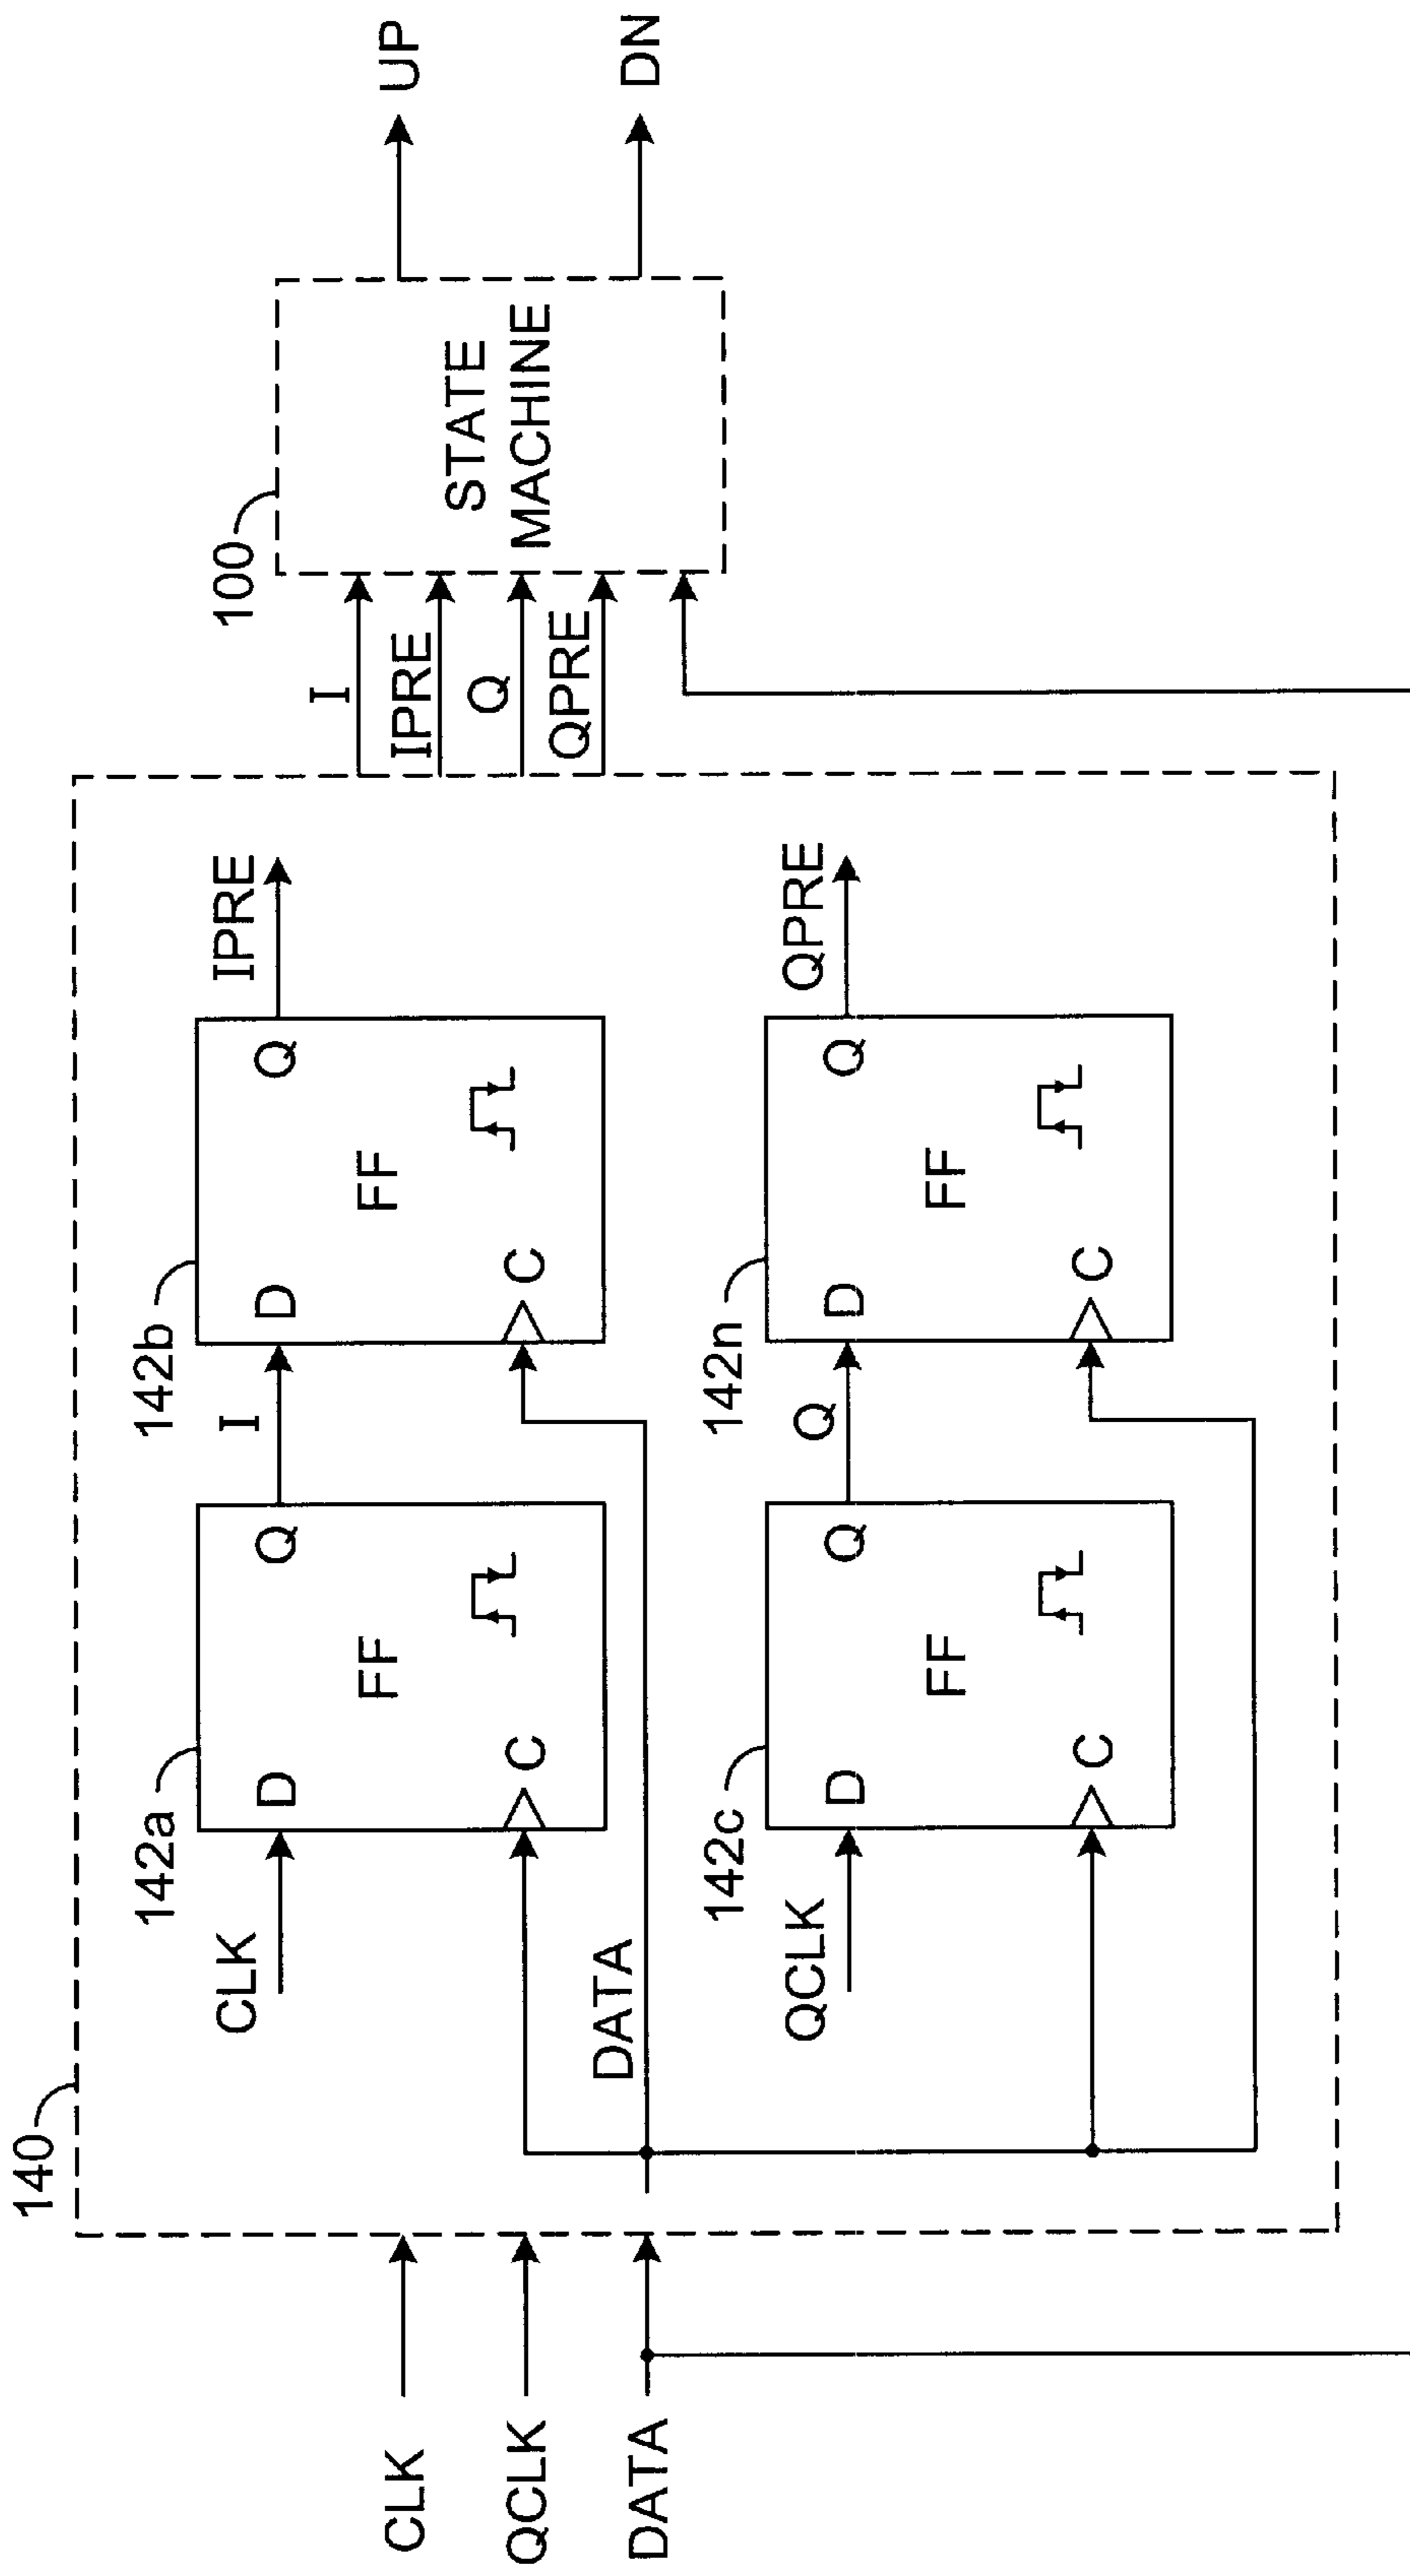 140
CLK
QCLK
DATA
142a
CLK
D
Q
FF
C
I
142b
D
Q
FF
C
IPRE
DATA
142c
QCLK
D
Q
FF
C
Q
142n
D
Q
FF
C
QPRE
I
IPRE
Q
QPRE
100
STATE
MACHINE
UP
DN